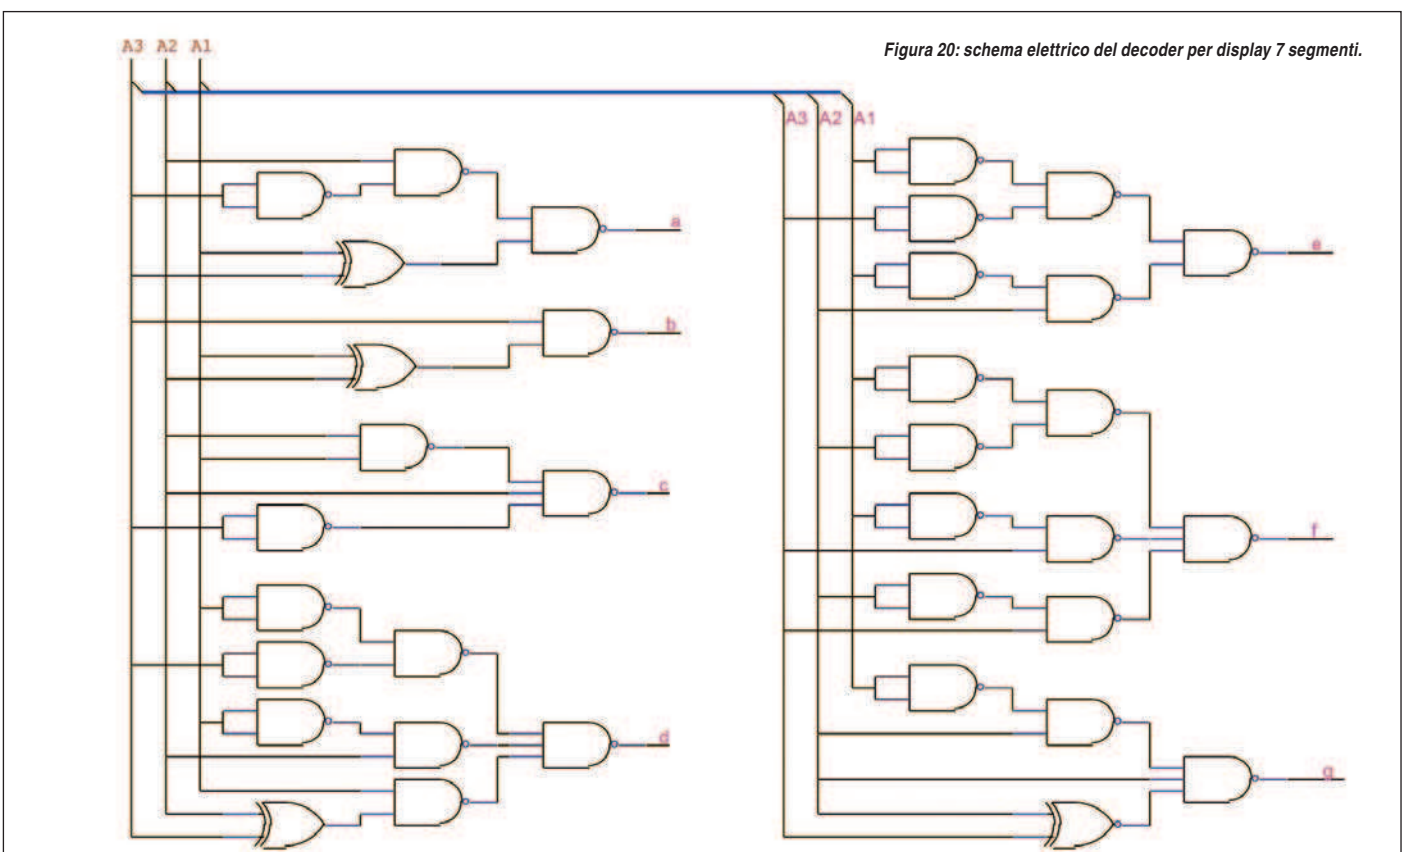 Figura 20: schema elettrico del decoder per display 7 segmenti.
A3 A2 A1
A3 A2 A1
a
b
c
d
e
f
g